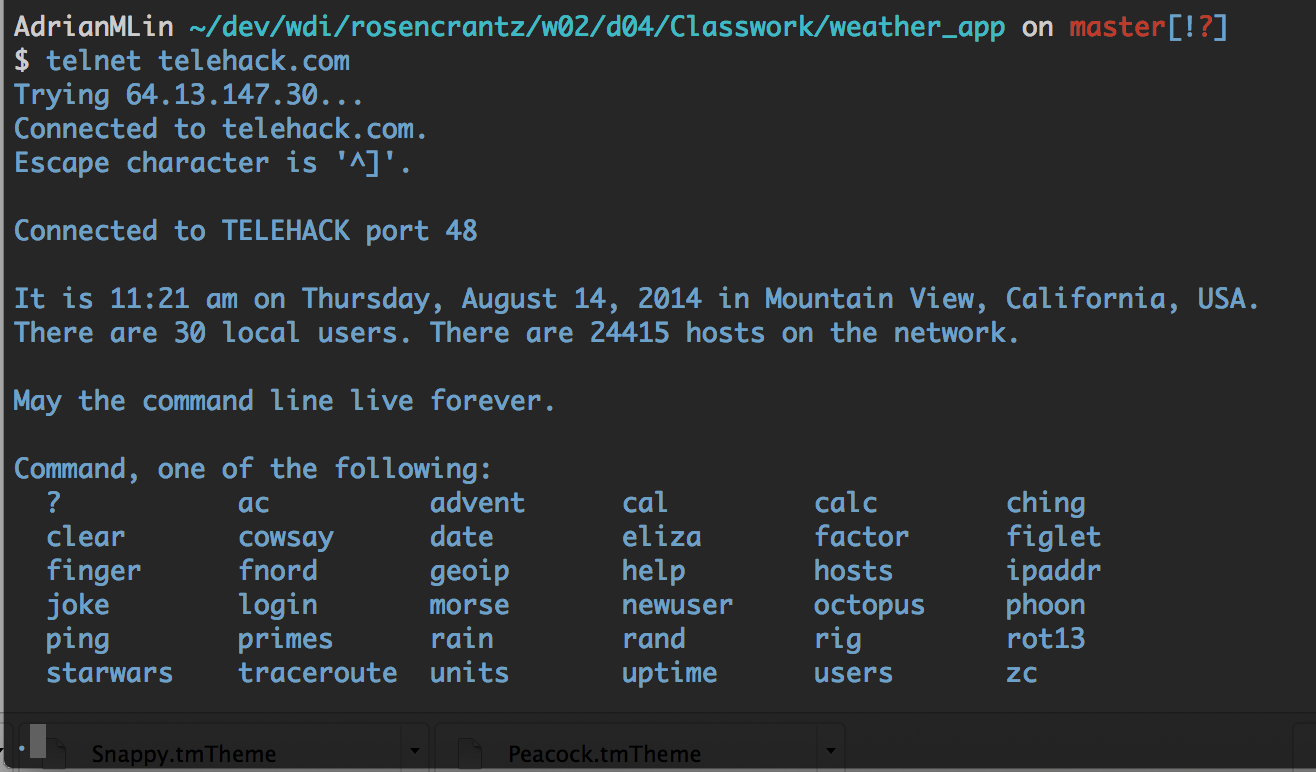 AdrianMLin ~/dev/wdi/rosencrantz/w02/d04/Classwork/weather_app on master[!?]
$ telnet telehack.com
Trying 64.13.147.30...
Connected to telehack.com.
Escape character is '^]'.
Connected to TELEHACK port 48
It is 11:21 am on Thursday, August 14, 2014 in Mountain View, California, USA.
There are 30 local users. There are 24415 hosts on the network.
May the command line live forever.
Command, one of the following:
? ac advent cal calc ching
clear cowsay date eliza factor figlet
finger fnord geoip help hosts ipaddr
joke login morse newuser octopus phoon
ping primes rain rand rig rot13
starwars traceroute units uptime users zc
.
Snappy.tmTheme Peacock.tmTheme